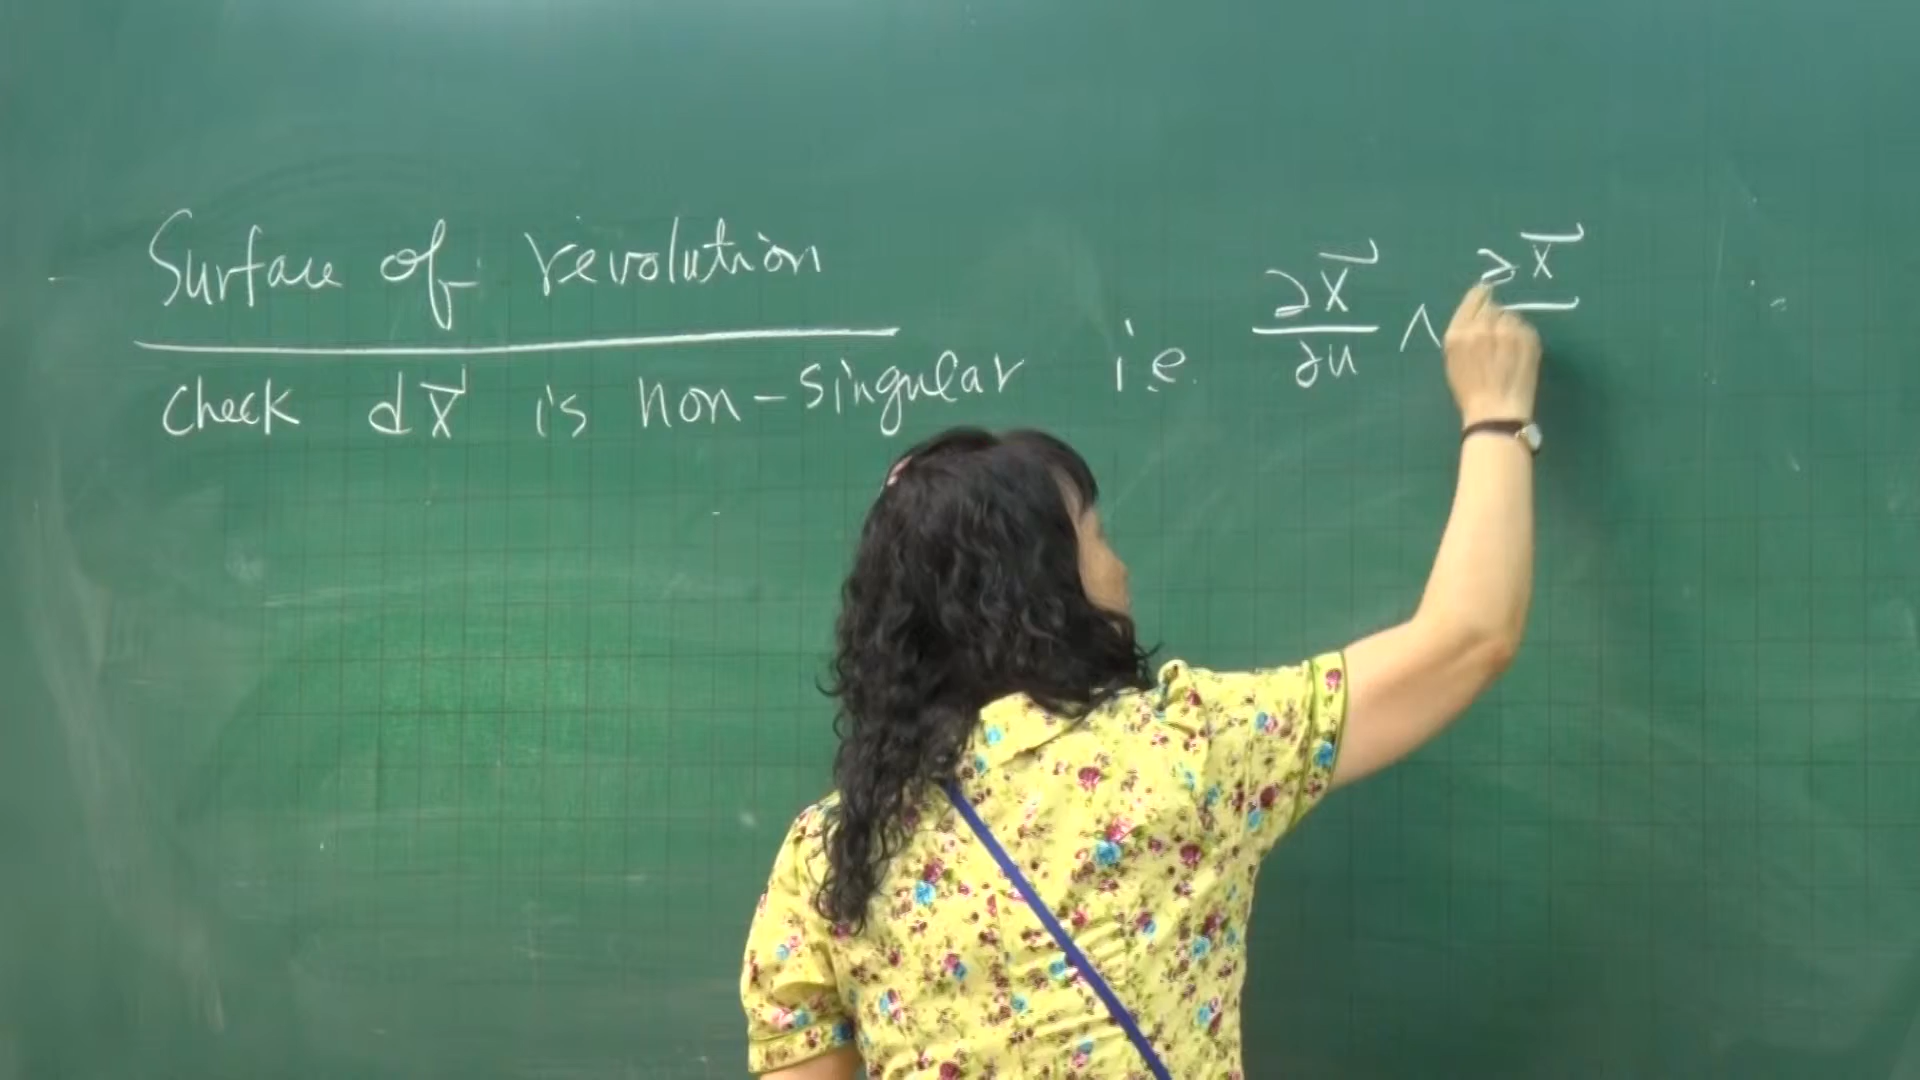 Surface of revolution
check dX⃗ is non-singular i.e. ∂X⃗/∂u ∧ ∂X⃗